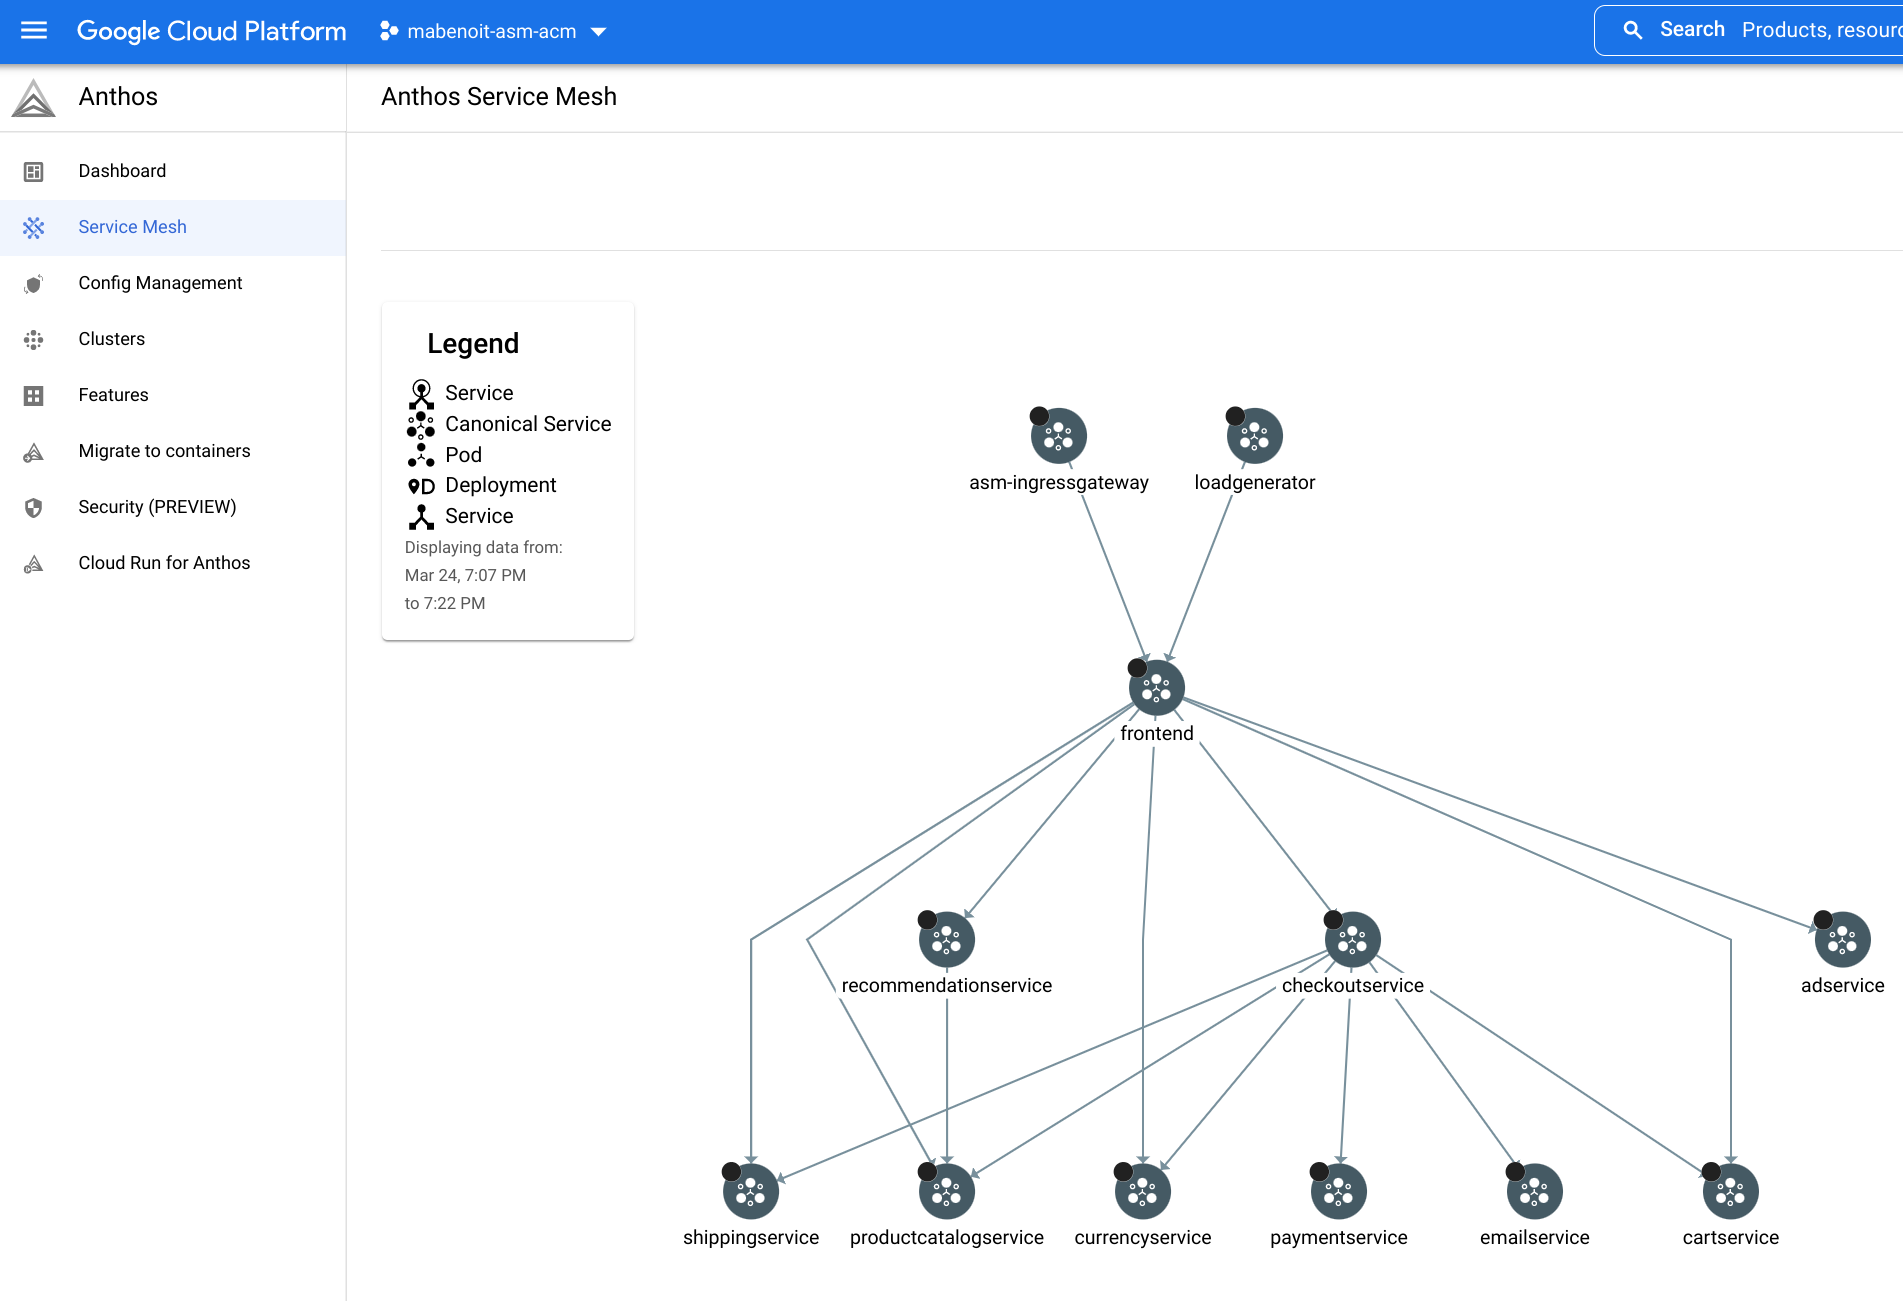 Google Cloud Platform
mabenoit-asm-acm
Search Products, resourc
Anthos
Anthos Service Mesh
Dashboard
Service Mesh
Config Management
Clusters
Features
Migrate to containers
Security (PREVIEW)
Cloud Run for Anthos
Legend
Service
Canonical Service
Pod
D Deployment
Service
Displaying data from:
Mar 24, 7:07 PM
to 7:22 PM
asm-ingressgateway
loadgenerator
frontend
recommendationservice
checkoutservice
adservice
shippingservice
productcatalogservice
currencyservice
paymentservice
emailservice
cartservice